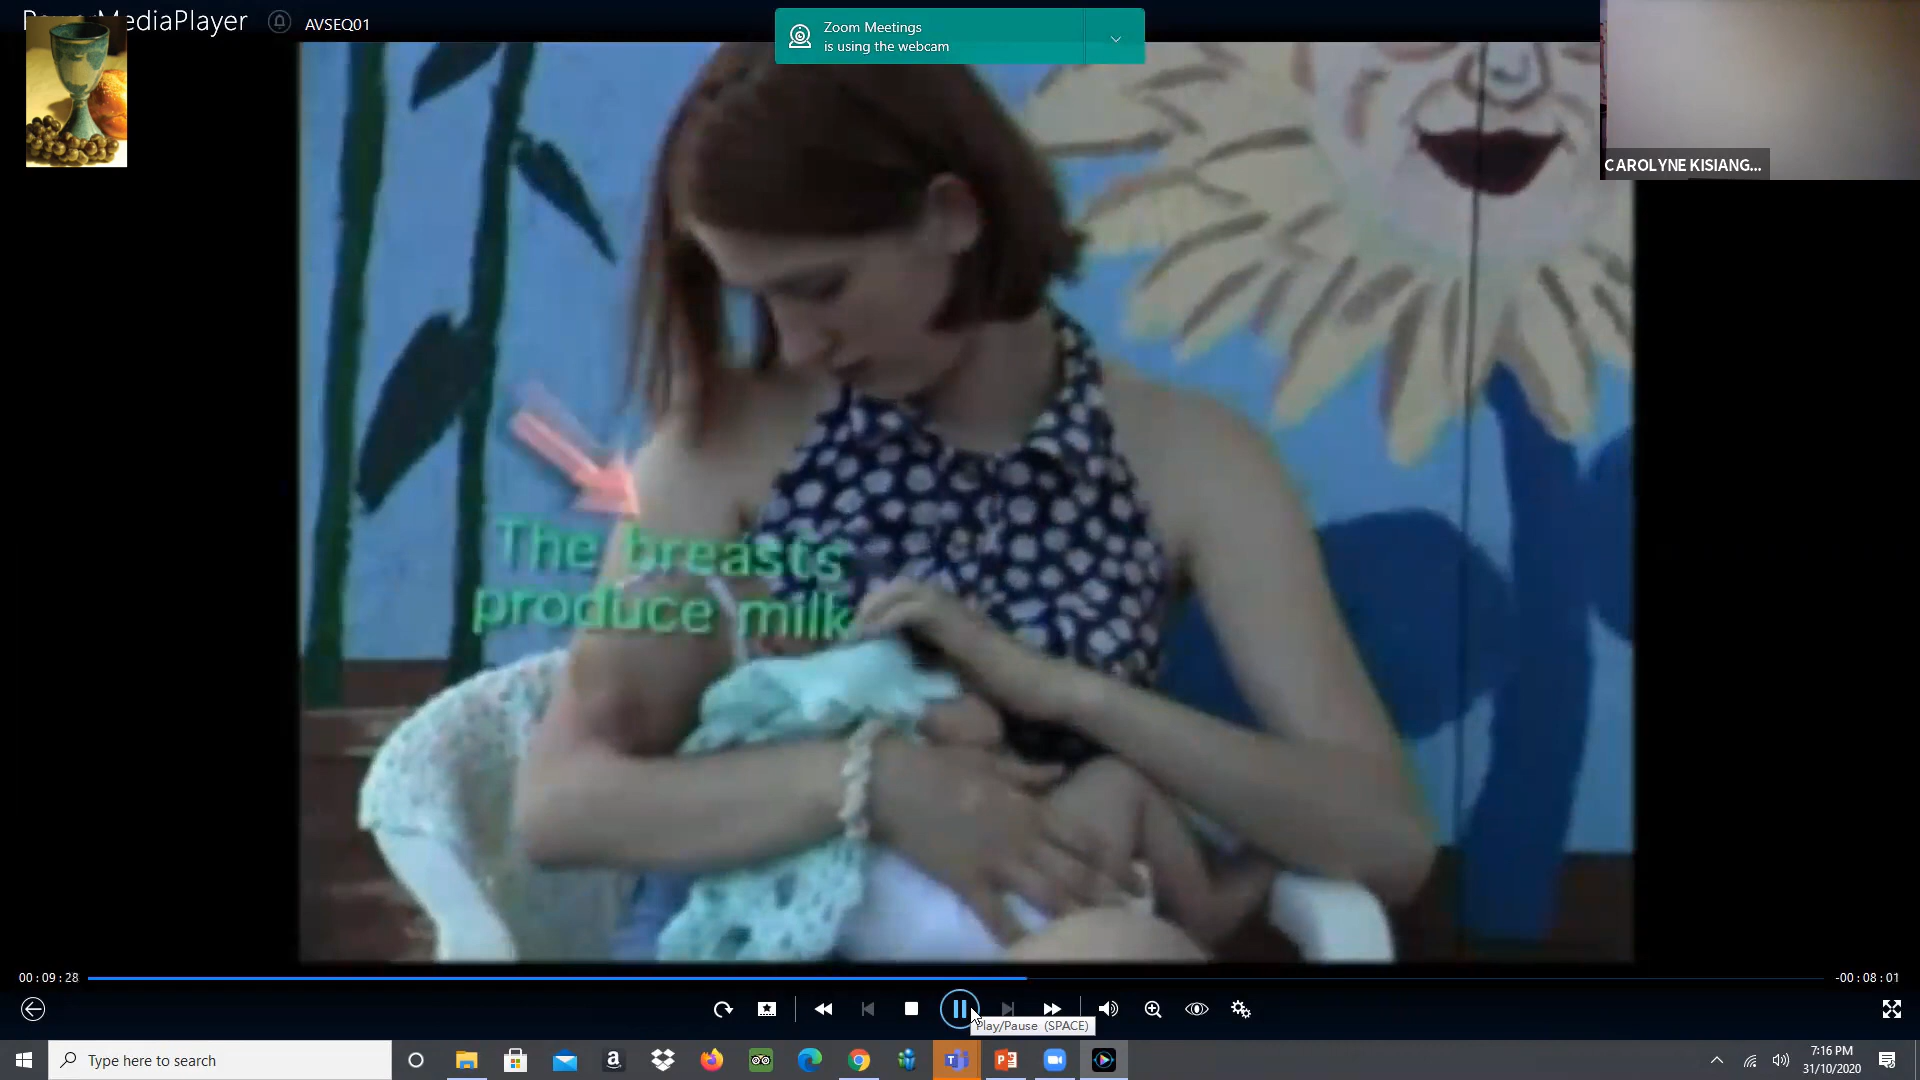 MediaPlayer
AVSEQ01
Zoom Meetings
is using the webcam
CAROLYNE KISIANG...
The breasts
produce milk
00:09:28
-00:08:01
Play/Pause (SPACE)
Type here to search
7:16 PM
31/10/2020